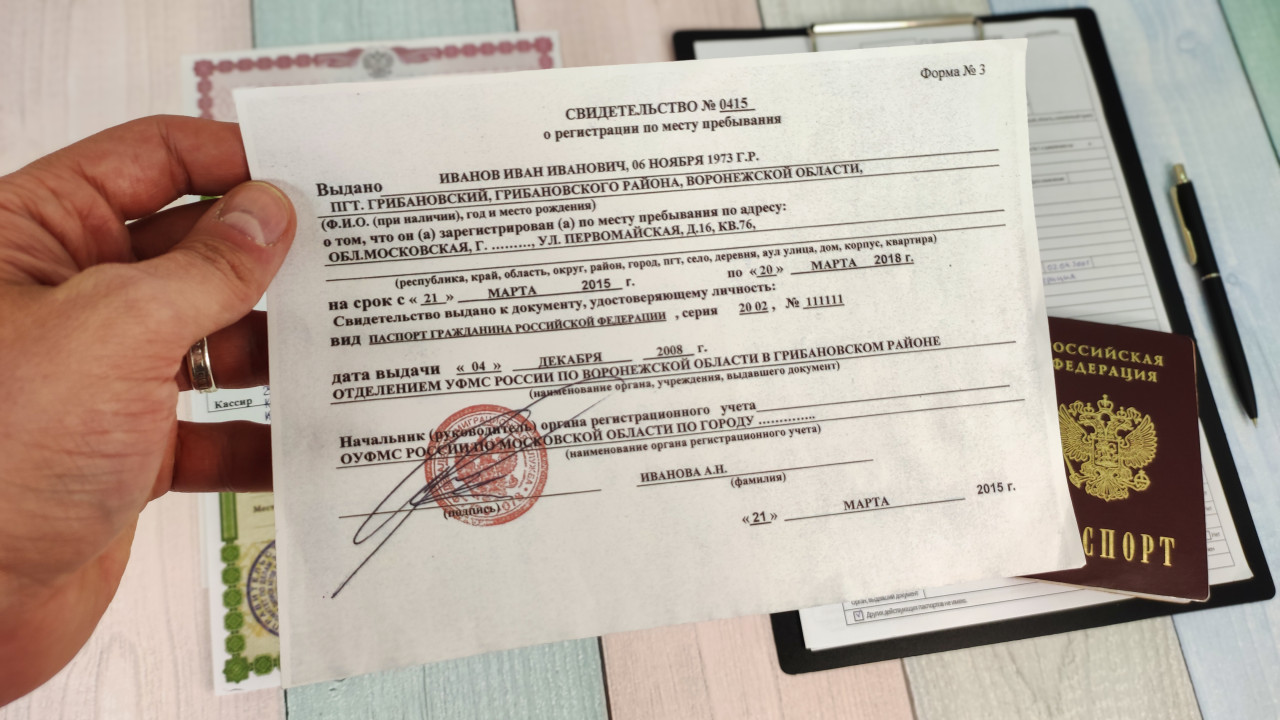 Форма № 3
СВИДЕТЕЛЬСТВО № 0415
о регистрации по месту пребывания
Выдано ИВАНОВ ИВАН ИВАНОВИЧ, 06 НОЯБРЯ 1973 Г.Р.
ПГТ. ГРИБАНОВСКИЙ, ГРИБАНОВСКОГО РАЙОНА, ВОРОНЕЖСКОЙ ОБЛАСТИ,
(Ф.И.О. (при наличии), год и место рождения)
о том, что он (а) зарегистрирован (а) по месту пребывания по адресу:
ОБЛ.МОСКОВСКАЯ, Г. ........., УЛ. ПЕРВОМАЙСКАЯ, Д.16, КВ.76,
(республика, край, область, округ, район, город, пгт, село, деревня, аул улица, дом, корпус, квартира)
на срок с « 21 » МАРТА 2015 г. по «20» МАРТА 2018 г.
Свидетельство выдано к документу, удостоверяющему личность:
вид ПАСПОРТ ГРАЖДАНИНА РОССИЙСКОЙ ФЕДЕРАЦИИ , серия 20 02 , № 111111
дата выдачи « 04 » ДЕКАБРЯ 2008 г.
ОТДЕЛЕНИЕМ УФМС РОССИИ ПО ВОРОНЕЖСКОЙ ОБЛАСТИ В ГРИБАНОВСКОМ РАЙОНЕ
(наименование органа, учреждения, выдавшего документ)
Начальник (руководитель) органа регистрационного учета
ОУФМС РОССИИ ПО МОСКОВСКОЙ ОБЛАСТИ ПО ГОРОДУ ..............
(наименование органа регистрационного учета)
ИВАНОВА А.Н.
(подпись) (фамилия)
«21» МАРТА 2015 г.
Кассир
РОССИЙСКАЯ
ФЕДЕРАЦИЯ
СПОРТ
Других действующих паспортов не имею.